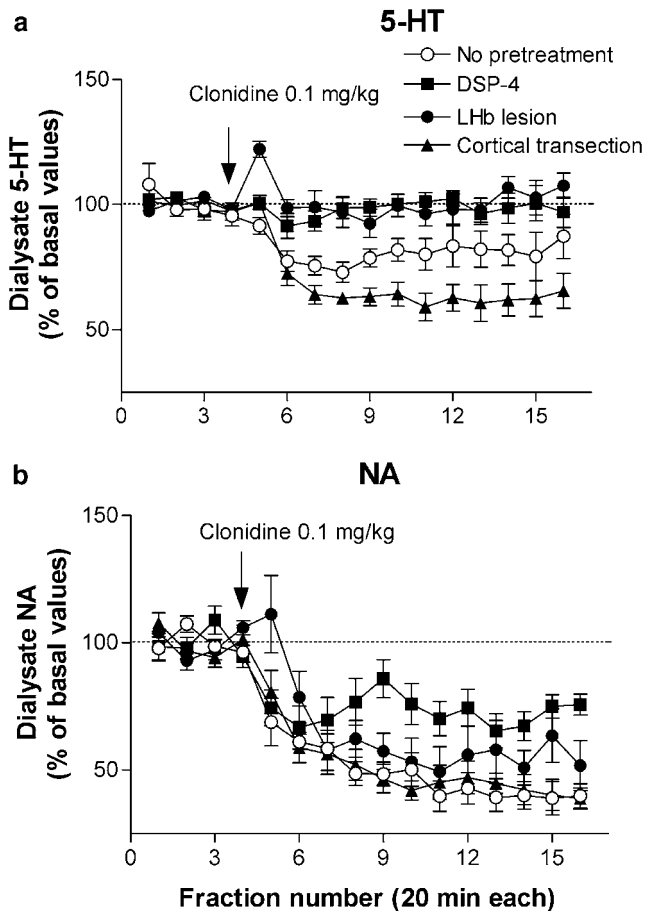 a
5-HT
No pretreatment
DSP-4
LHb lesion
Cortical transection
Clonidine 0.1 mg/kg
Dialysate 5-HT
(% of basal values)
150
100
50
0 3 6 9 12 15
b
NA
Clonidine 0.1 mg/kg
Dialysate NA
(% of basal values)
150
100
50
0 3 6 9 12 15
Fraction number (20 min each)